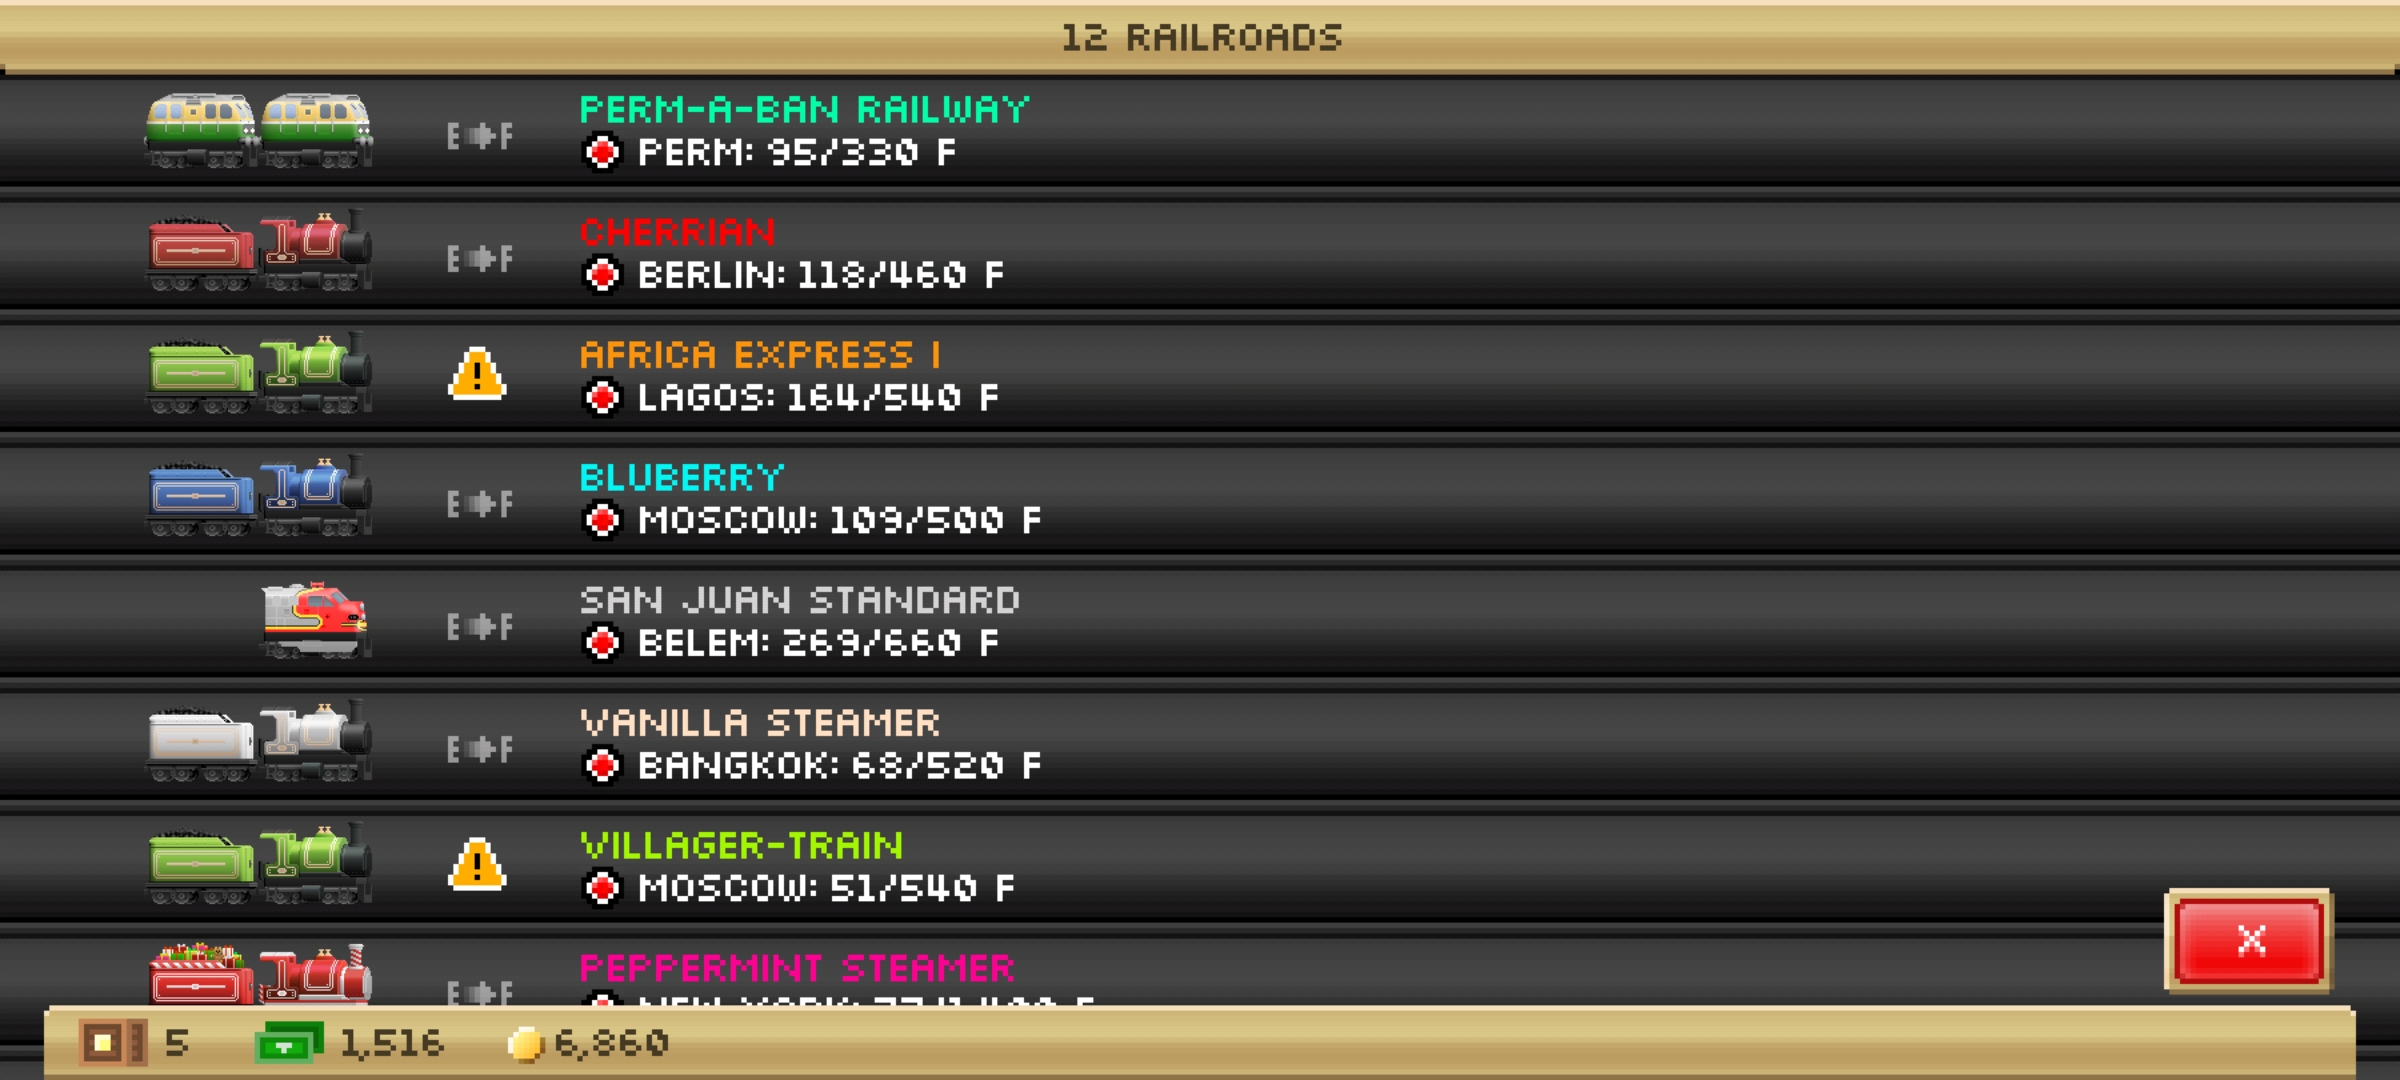 12 RAILROADS
PERM-A-BAN RAILWAY
E F
PERM: 95/330 F
CHERRIAN
E F
BERLIN: 118/460 F
AFRICA EXPRESS I
LAGOS: 164/540 F
BLUBERRY
E F
MOSCOW: 109/500 F
SAN JUAN STANDARD
E F
BELEM: 269/660 F
VANILLA STEAMER
E F
BANGKOK: 68/520 F
VILLAGER-TRAIN
MOSCOW: 51/540 F
PEPPERMINT STEAMER
E F
NEW YORK:
X
5 1,516 6,860